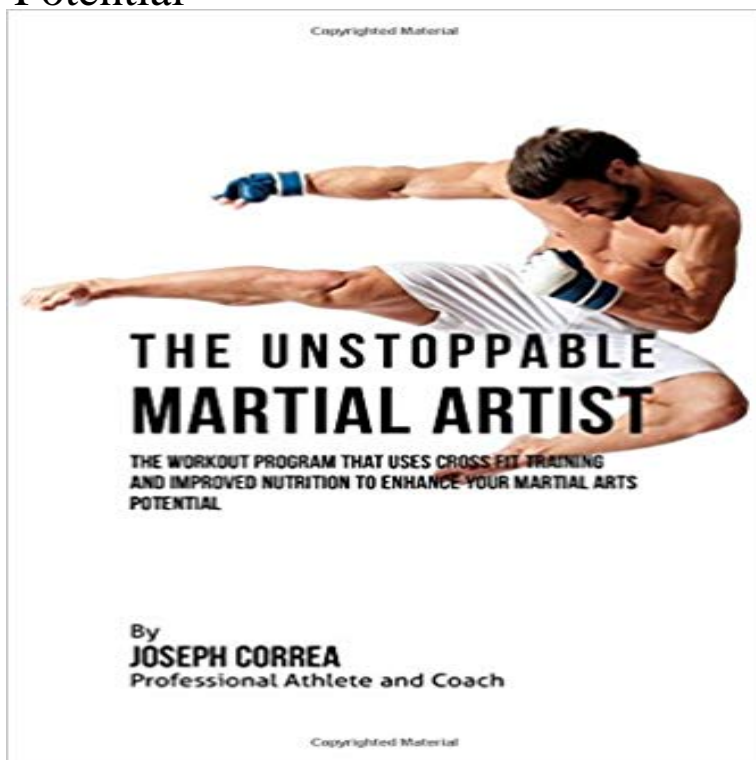 Potential
Copyrighted Material
THE UNSTOPPABLE
MARTIAL ARTIST
THE WORKOUT PROGRAM THAT USES CROSS FIT TRAINING
AND IMPROVED NUTRITION TO ENHANCE YOUR MARTIAL ARTS
POTENTIAL
By
JOSEPH CORREA
Professional Athlete and Coach
Copyrighted Material